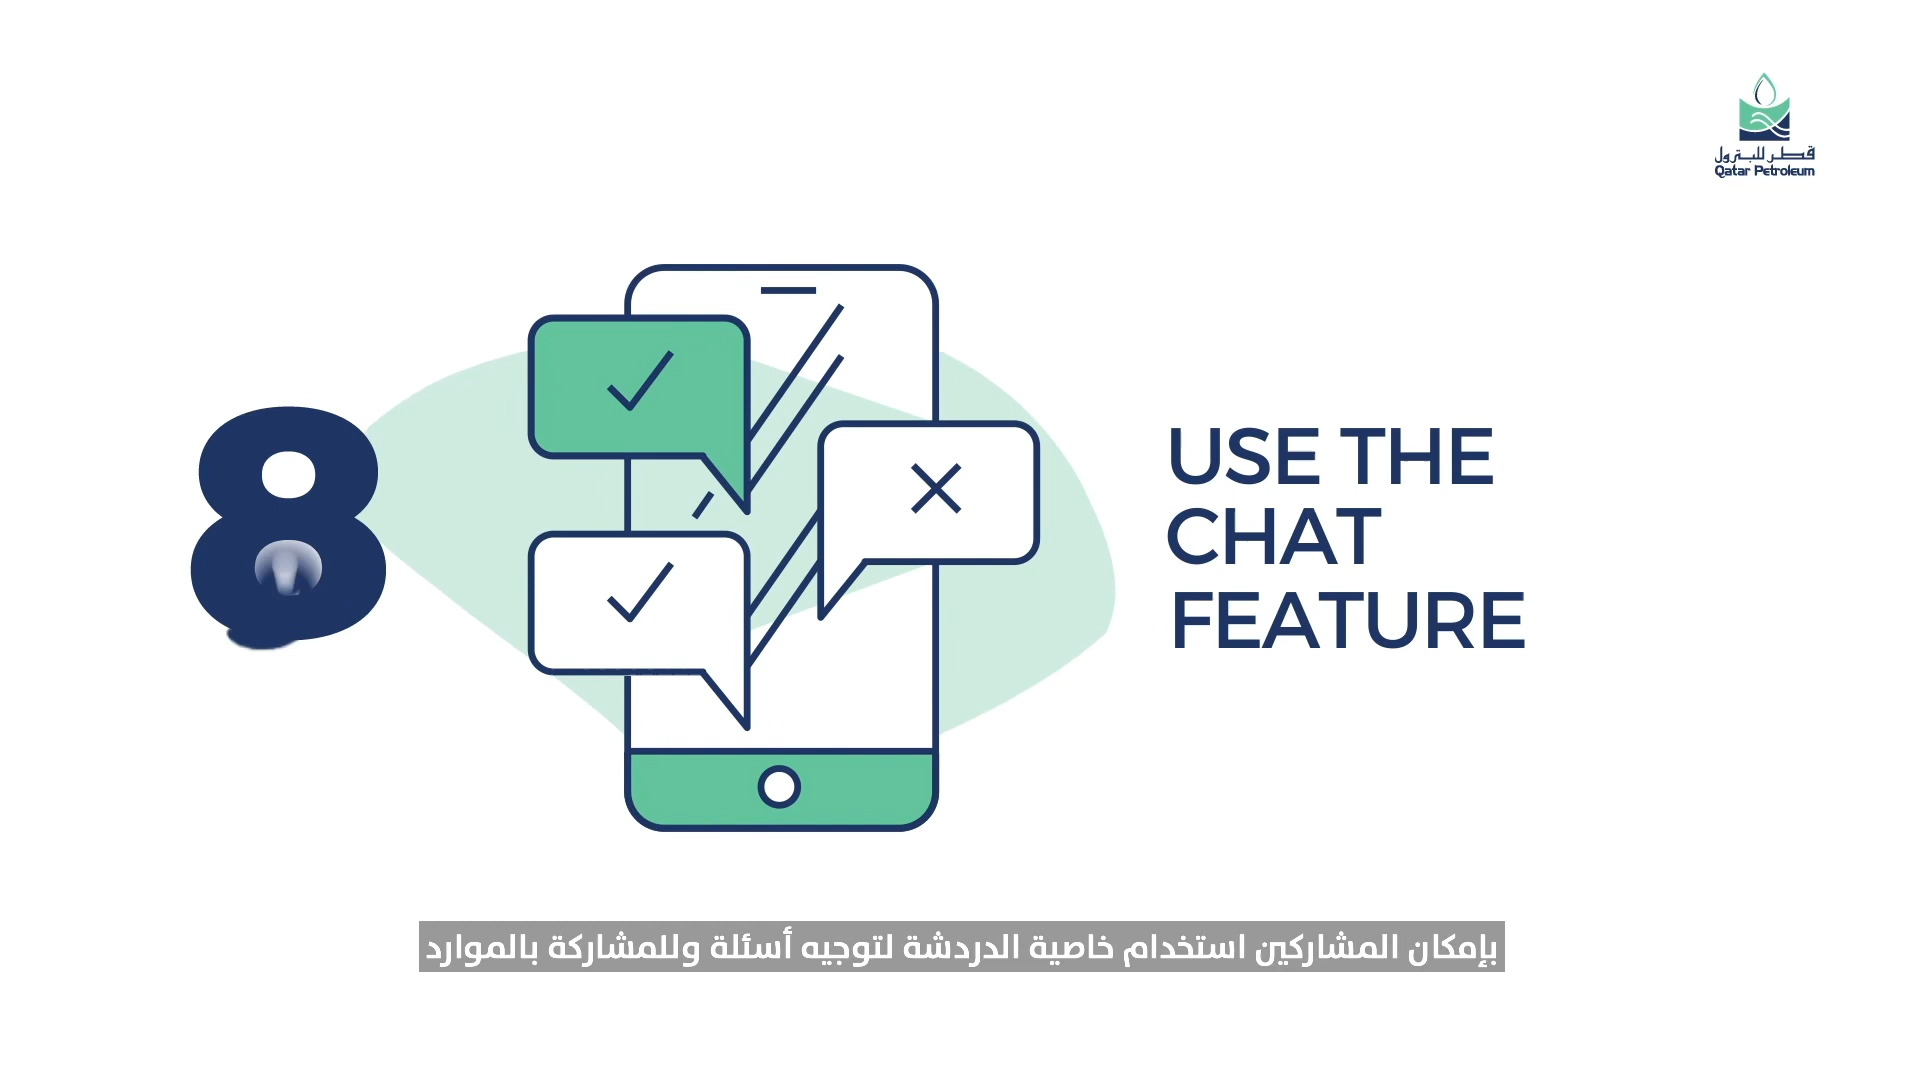 قطر للبترول
Qatar Petroleum
8
USE THE
CHAT
FEATURE
بإمكان المشاركين استخدام خاصية الدردشة لتوجيه أسئلة وللمشاركة بالموارد